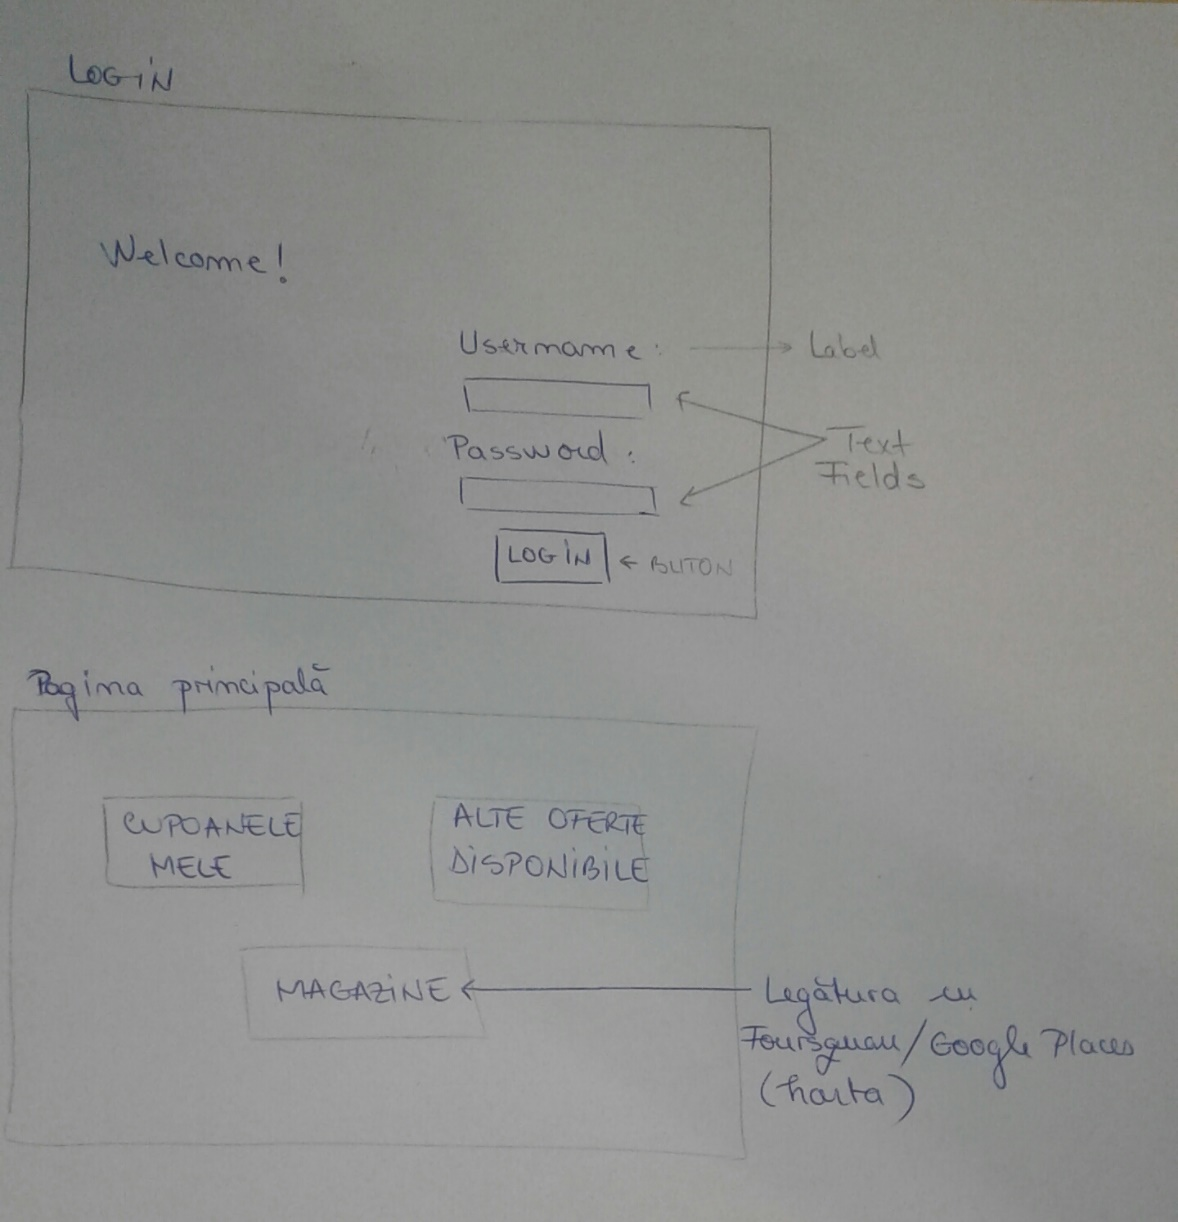 LOGIN
Welcome!
Username: Label
Password: Text
Fields
LOGIN BUTON
Pagina principală
CUPOANELE
MELE
ALTE OFERTE
DISPONIBILE
MAGAZINE
Legătura cu
Foursquare/Google Places
(harta)